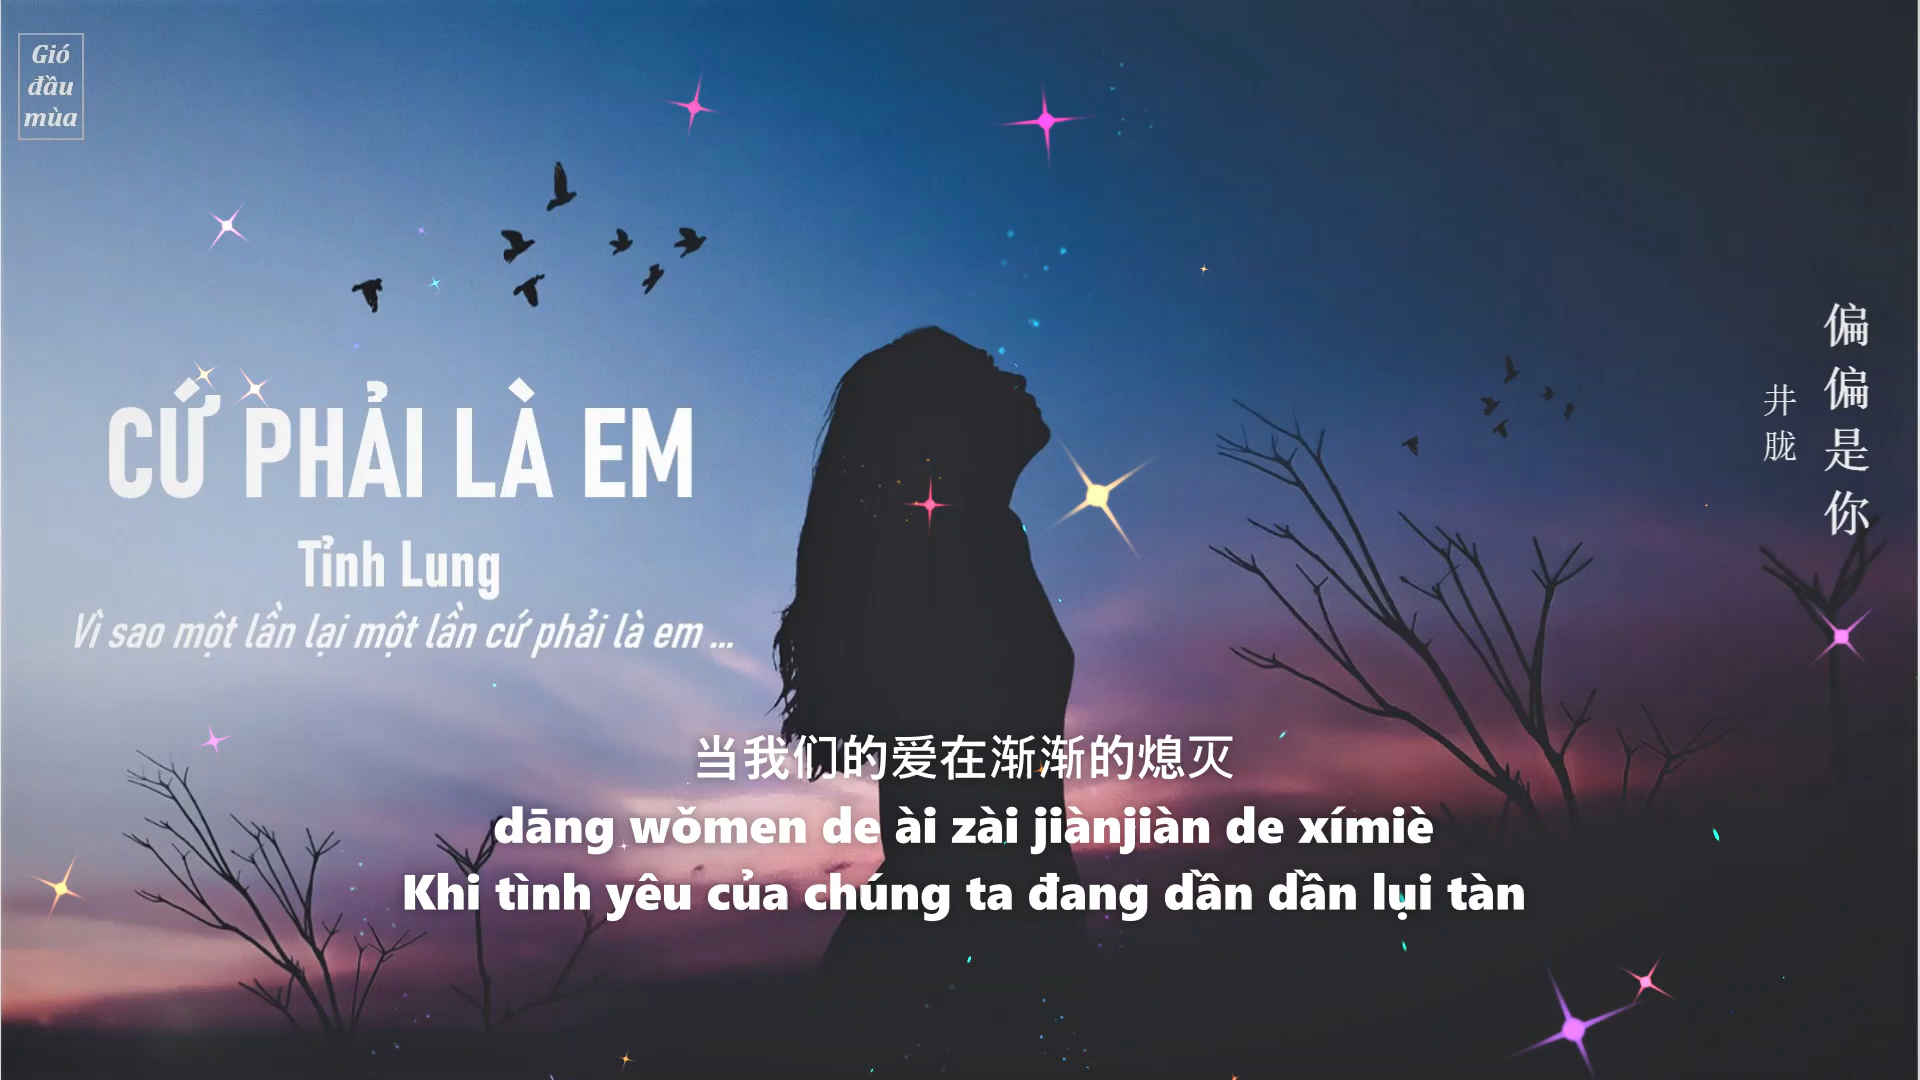 Gió
đầu
mùa
CỨ PHẢI LÀ EM
Tỉnh Lung
Vì sao một lần lại một lần cứ phải là em ...
偏偏是你
井胧
当我们的爱在渐渐的熄灭
dāng wǒmen de ài zài jiànjiàn de xímiè
Khi tình yêu của chúng ta đang dần dần lụi tàn